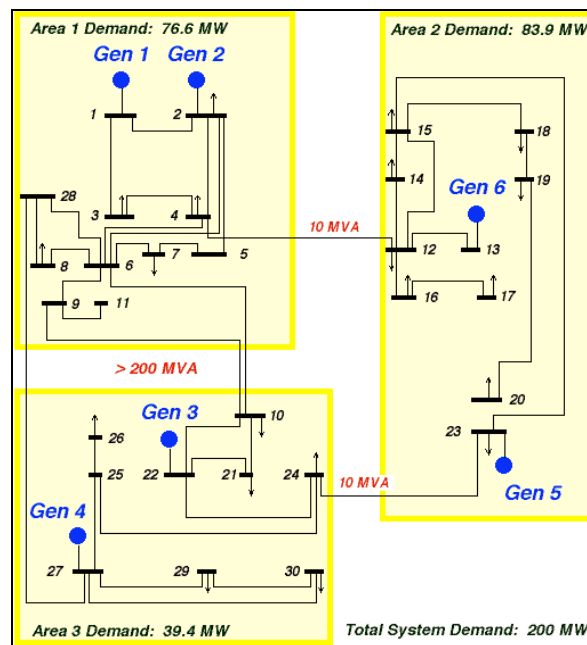 Area 1 Demand: 76.6 MW
Area 2 Demand: 83.9 MW
Gen 1
Gen 2
1
2
15
18
14
19
28
3
4
Gen 6
10 MVA
12
13
8
6
7
5
16
17
9
11
> 200 MVA
20
10
23
Gen 3
26
25
22
21
24
10 MVA
Gen 5
Gen 4
27
29
30
Area 3 Demand: 39.4 MW
Total System Demand: 200 MW